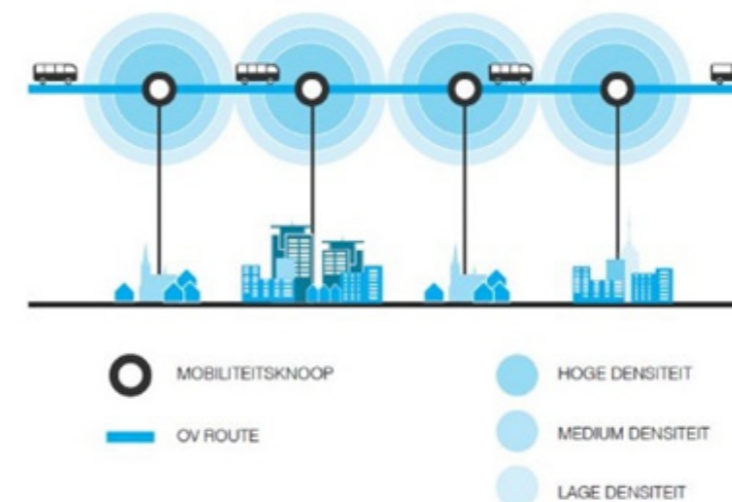 MOBILITEITSKNOOP
OV ROUTE
HOGE DENSITEIT
MEDIUM DENSITEIT
LAGE DENSITEIT